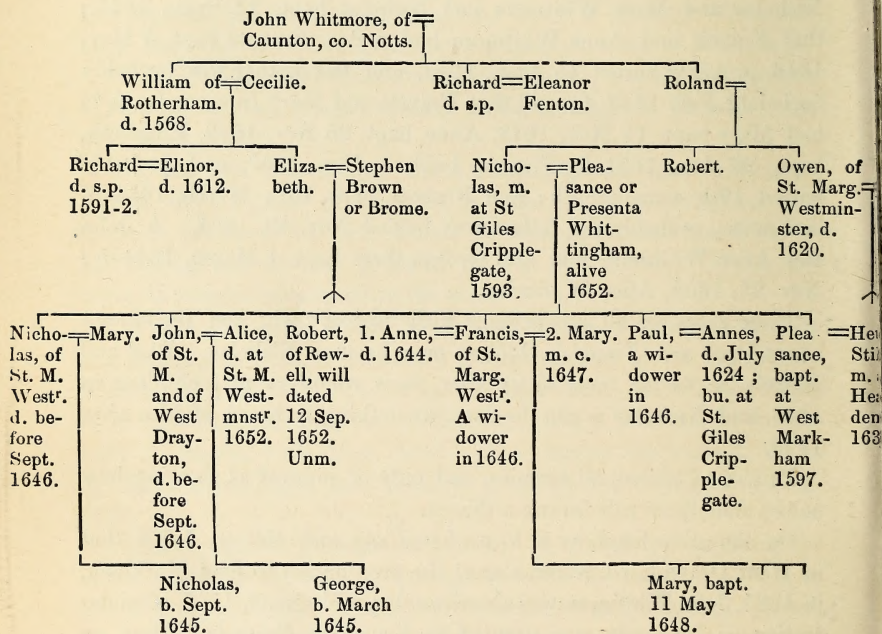 John Whitmore, of
Caunton, co. Notts.
William of
Rotherham.
d. 1568.
Cecilie.
Richard
d. s.p.
Eleanor
Fenton.
Roland
Richard
d. s.p.
1591-2.
Elinor,
d. 1612.
Eliza-
beth.
Stephen
Brown
or Brome.
Nicho-
las, m.
at St
Giles
Cripple-
gate,
1593.
Plea-
sance or
Presenta
Whit-
tingham,
alive
1652.
Robert.
Owen, of
St. Marg.
Westmin-
ster, d.
1620.
Nicho-
las, of
St. M.
Westr.
d. be-
fore
Sept.
1646.
Mary.
John,
of St.
M.
and of
West
Dray-
ton,
d. be-
fore
Sept.
1646.
Alice,
d. at
St. M.
West-
mnstr.
1652.
Robert,
of Rew-
ell, will
dated
12 Sep.
1652.
Unm.
1. Anne,
d. 1644.
Francis,
of St.
Marg.
Westr.
A wi-
dower
in 1646.
2. Mary.
m. c.
1647.
Paul,
a wi-
dower
in
1646.
Annes,
d. July
1624 ;
bu. at
St.
Giles
Crip-
ple-
gate.
Plea
sance,
bapt.
at
West
Mark-
ham
1597.
m.
den
163
Nicholas,
b. Sept.
1645.
George,
b. March
1645.
Mary, bapt.
11 May
1648.